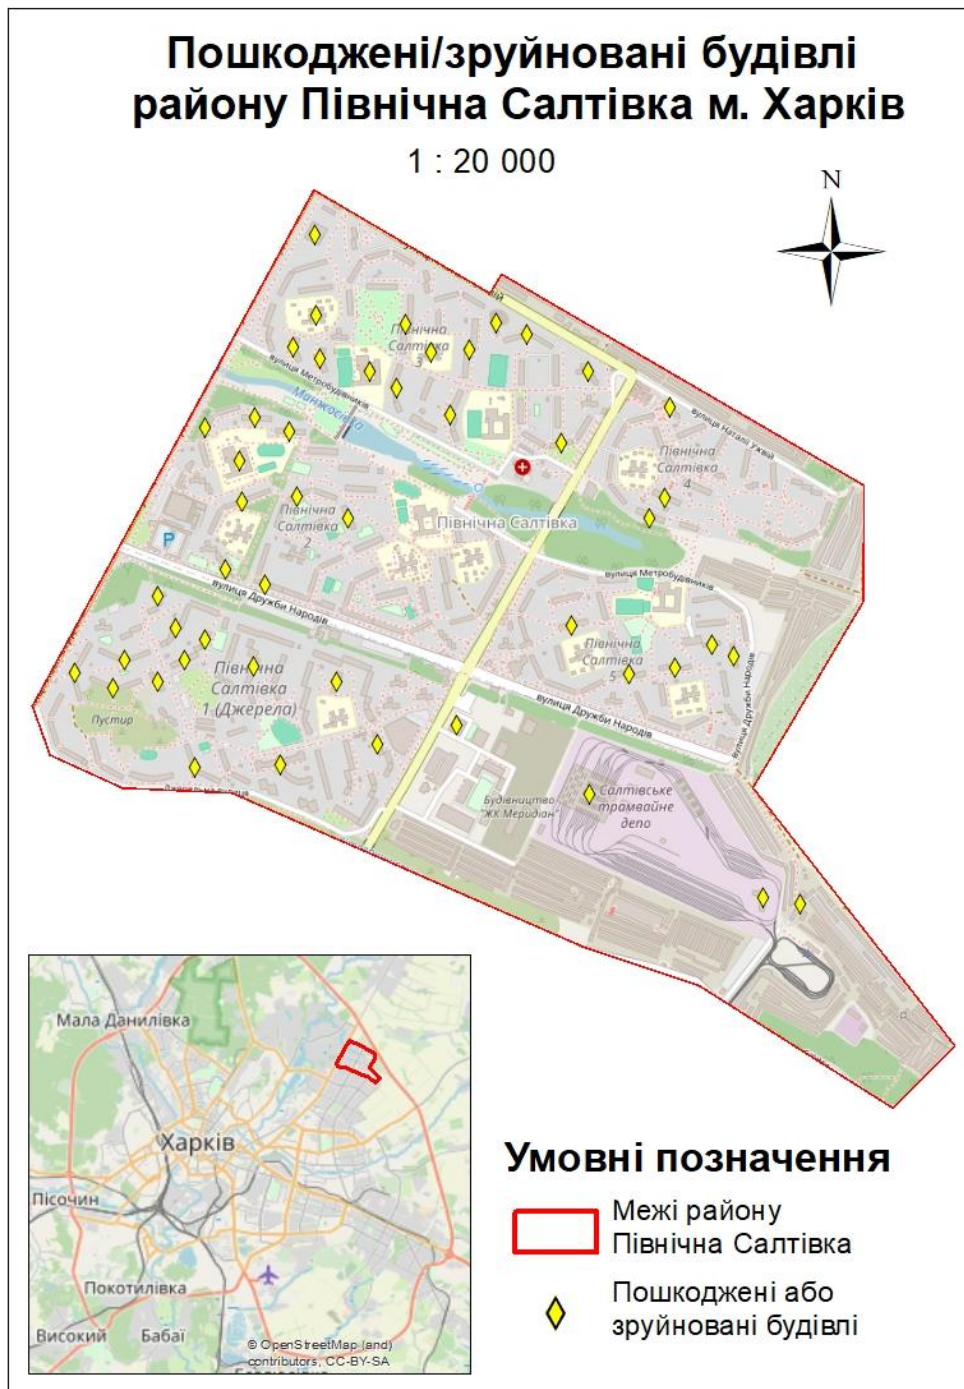 Пошкоджені/зруйновані будівлі
району Північна Салтівка м. Харків
1 : 20 000
N
Північна
Салтівка
3
вулиця Метробудівників
Манжосівка
вулиця Наталії Ужвій
Північна
Салтівка
4
Північна
Салтівка
2
Північна Салтівка
P
вулиця Метробудівників
вулиця Дружби Народів
Північна
Салтівка
5
Північна
Салтівка
1 (Джерела)
Пустир
вулиця Дружби Народів
вулиця Дружби Народів
Будівництво
"ЖК Меридіан"
Салтівське
трамвайне
депо
Мала Данилівка
Харків
Пісочин
Покотилівка
Високий
Бабаї
© OpenStreetMap (and)
contributors, CC-BY-SA
Умовні позначення
Межі району
Північна Салтівка
Пошкоджені або
зруйновані будівлі